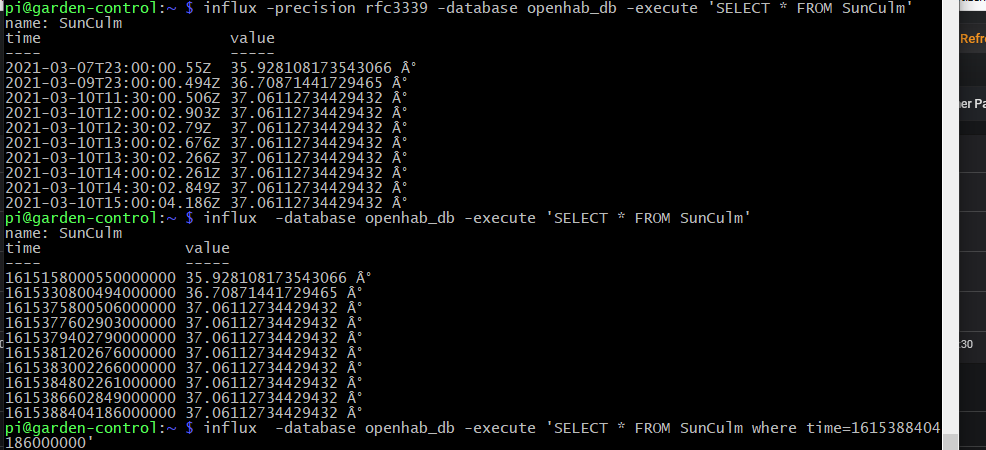 pi@garden-control:~ $ influx -precision rfc3339 -database openhab_db -execute 'SELECT * FROM SunCulm'
name: SunCulm
time value
---- -----
2021-03-07T23:00:00.55Z 35.928108173543066 Â°
2021-03-09T23:00:00.494Z 36.70871441729465 Â°
2021-03-10T11:30:00.506Z 37.06112734429432 Â°
2021-03-10T12:00:02.903Z 37.06112734429432 Â°
2021-03-10T12:30:02.79Z 37.06112734429432 Â°
2021-03-10T13:00:02.676Z 37.06112734429432 Â°
2021-03-10T13:30:02.266Z 37.06112734429432 Â°
2021-03-10T14:00:02.261Z 37.06112734429432 Â°
2021-03-10T14:30:02.849Z 37.06112734429432 Â°
2021-03-10T15:00:04.186Z 37.06112734429432 Â°
pi@garden-control:~ $ influx  -database openhab_db -execute 'SELECT * FROM SunCulm'
name: SunCulm
time value
---- -----
1615158000550000000 35.928108173543066 Â°
1615330800494000000 36.70871441729465 Â°
1615375800506000000 37.06112734429432 Â°
1615377602903000000 37.06112734429432 Â°
1615379402790000000 37.06112734429432 Â°
1615381202676000000 37.06112734429432 Â°
1615383002266000000 37.06112734429432 Â°
1615384802261000000 37.06112734429432 Â°
1615386602849000000 37.06112734429432 Â°
1615388404186000000 37.06112734429432 Â°
pi@garden-control:~ $ influx  -database openhab_db -execute 'SELECT * FROM SunCulm where time=1615388404
186000000'
Refr
er Pa
:30